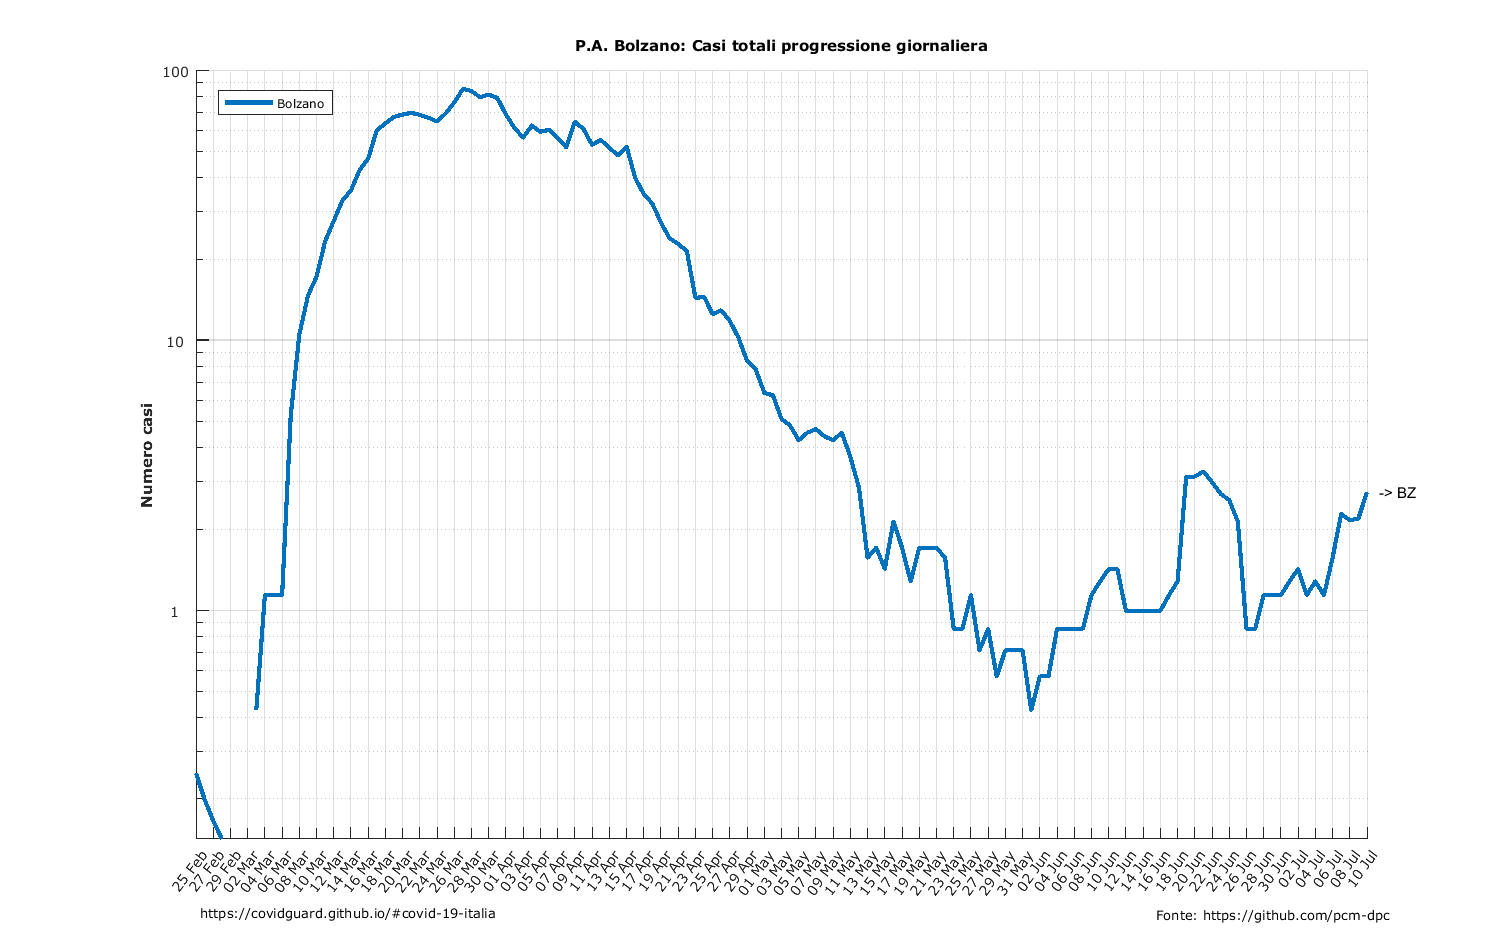 P.A. Bolzano: Casi totali progressione giornaliera
100
Bolzano
10
1
Numero casi
-> BZ
25 Feb
27 Feb
29 Feb
02 Mar
04 Mar
06 Mar
08 Mar
10 Mar
12 Mar
14 Mar
16 Mar
18 Mar
20 Mar
22 Mar
24 Mar
26 Mar
28 Mar
30 Mar
01 Apr
03 Apr
05 Apr
07 Apr
09 Apr
11 Apr
13 Apr
15 Apr
17 Apr
19 Apr
21 Apr
23 Apr
25 Apr
27 Apr
29 Apr
01 May
03 May
05 May
07 May
09 May
11 May
13 May
15 May
17 May
19 May
21 May
23 May
25 May
27 May
29 May
31 May
02 Jun
04 Jun
06 Jun
08 Jun
10 Jun
12 Jun
14 Jun
16 Jun
18 Jun
20 Jun
22 Jun
24 Jun
26 Jun
28 Jun
30 Jun
02 Jul
04 Jul
06 Jul
08 Jul
10 Jul
https://covidguard.github.io/#covid-19-italia
Fonte: https://github.com/pcm-dpc